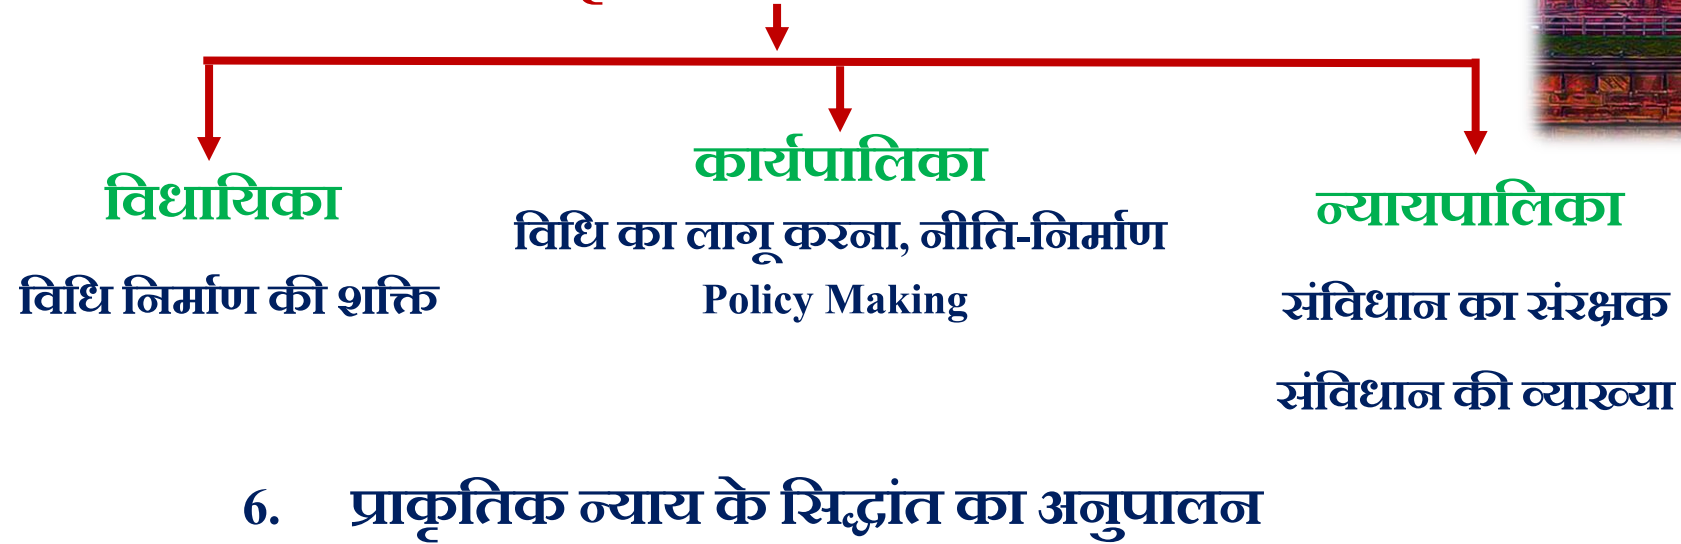 विधायिका
कार्यपालिका
न्यायपालिका
विधि निर्माण की शक्ति
विधि का लागू करना, नीति-निर्माण
Policy Making
संविधान का संरक्षक
संविधान की व्याख्या
6. प्राकृतिक न्याय के सिद्धांत का अनुपालन